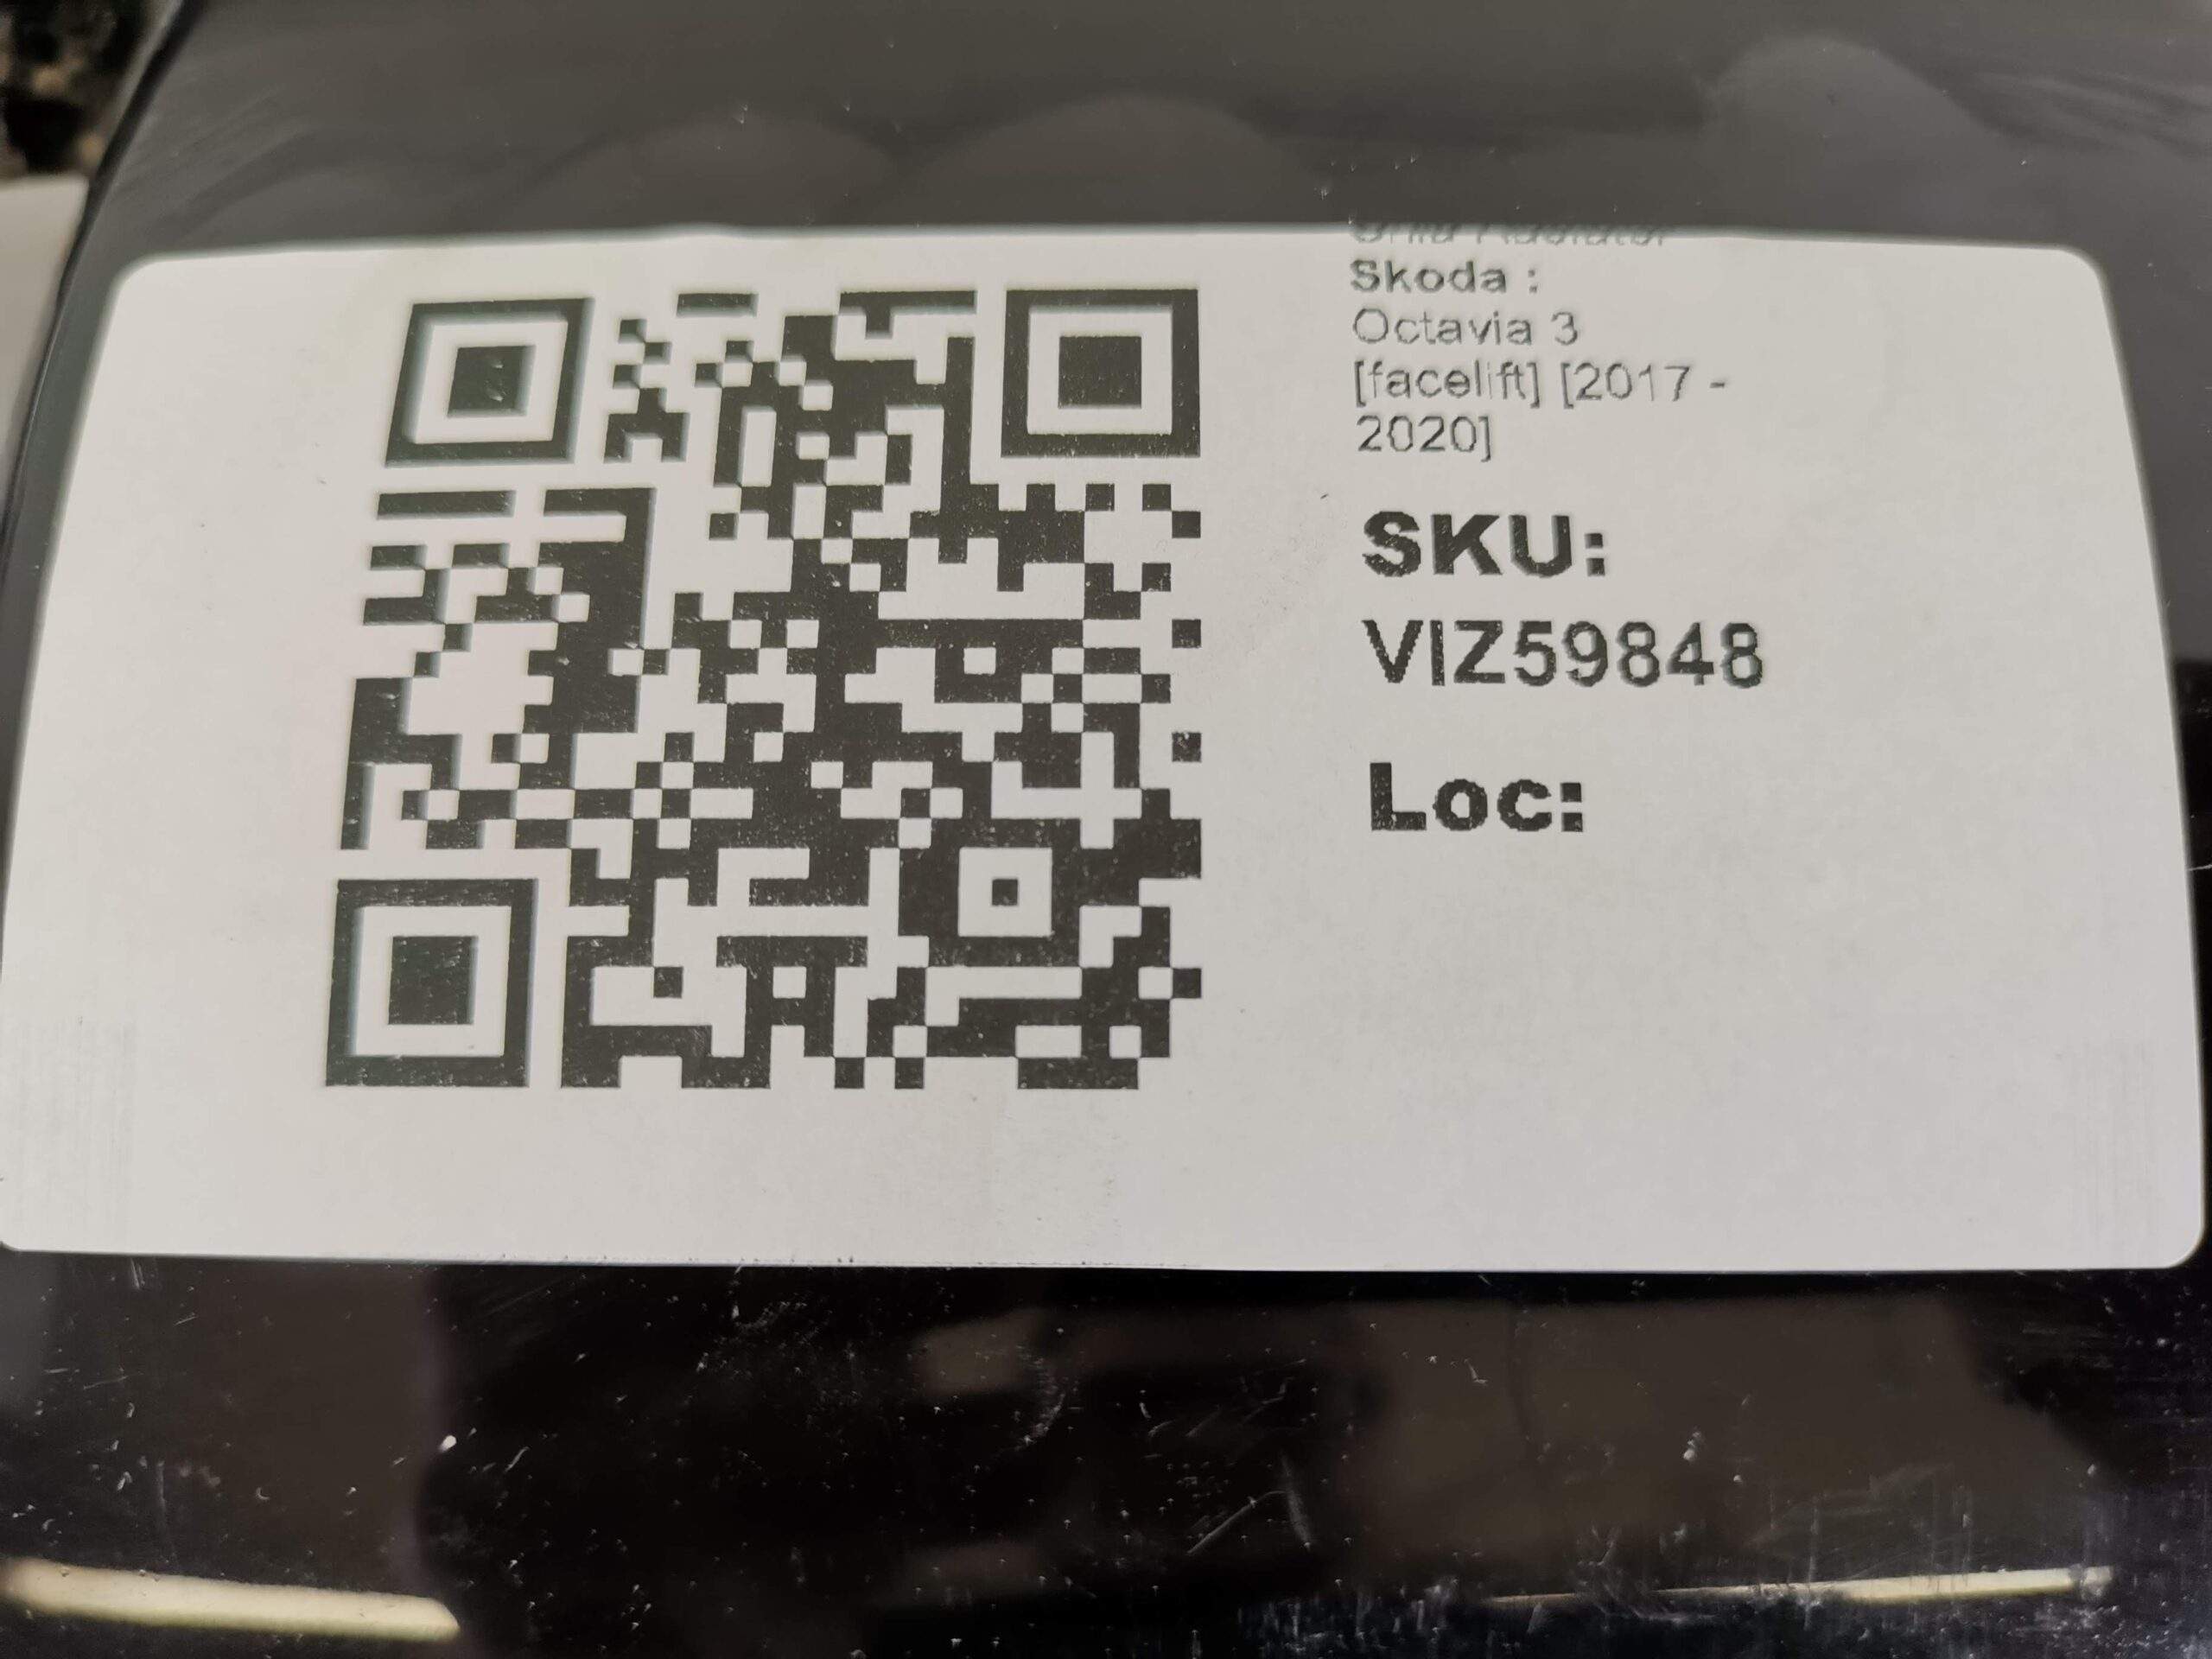 Skoda :
Octavia 3
[facelift] [2017 -
2020]
SKU:
VIZ59848
Loc: